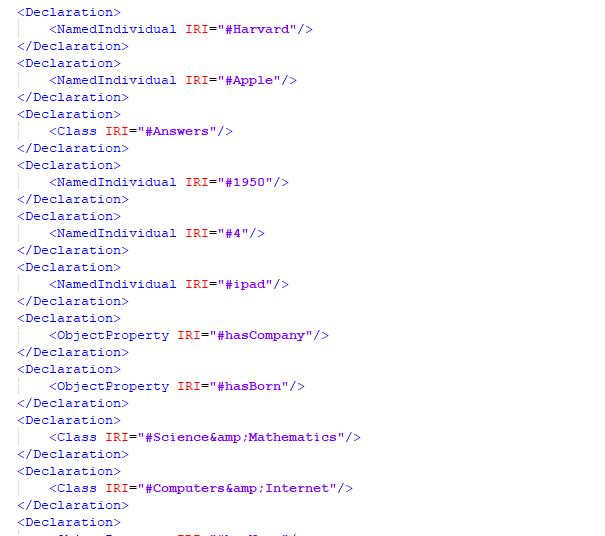 <Declaration>
<NamedIndividual IRI="#Harvard"/>
</Declaration>
<Declaration>
<NamedIndividual IRI="#Apple"/>
</Declaration>
<Declaration>
<Class IRI="#Answers"/>
</Declaration>
<Declaration>
<NamedIndividual IRI="#1950"/>
</Declaration>
<Declaration>
<NamedIndividual IRI="#4"/>
</Declaration>
<Declaration>
<NamedIndividual IRI="#ipad"/>
</Declaration>
<Declaration>
<ObjectProperty IRI="#hasCompany"/>
</Declaration>
<Declaration>
<ObjectProperty IRI="#hasBorn"/>
</Declaration>
<Declaration>
<Class IRI="#Science&amp;Mathematics"/>
</Declaration>
<Declaration>
<Class IRI="#Computers&amp;Internet"/>
</Declaration>
<Declaration>